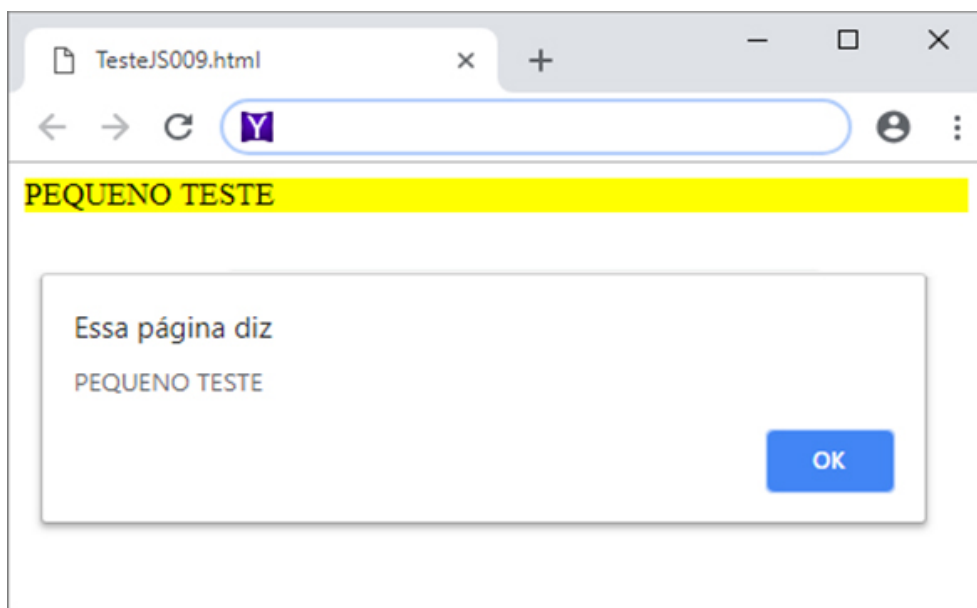 TesteJS009.html
Y
PEQUENO TESTE
Essa página diz
PEQUENO TESTE
OK